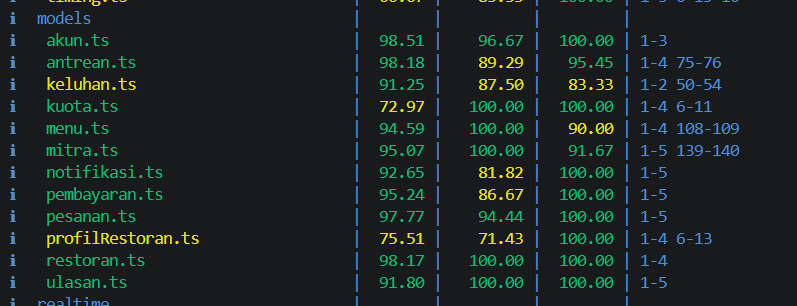 ℹ models | | | |
ℹ akun.ts | 98.51 | 96.67 | 100.00 | 1-3
ℹ antrean.ts | 98.18 | 89.29 | 95.45 | 1-4 75-76
ℹ keluhan.ts | 91.25 | 87.50 | 83.33 | 1-2 50-54
ℹ kuota.ts | 72.97 | 100.00 | 100.00 | 1-4 6-11
ℹ menu.ts | 94.59 | 100.00 | 90.00 | 1-4 108-109
ℹ mitra.ts | 95.07 | 100.00 | 91.67 | 1-5 139-140
ℹ notifikasi.ts | 92.65 | 81.82 | 100.00 | 1-5
ℹ pembayaran.ts | 95.24 | 86.67 | 100.00 | 1-5
ℹ pesanan.ts | 97.77 | 94.44 | 100.00 | 1-5
ℹ profilRestoran.ts | 75.51 | 71.43 | 100.00 | 1-4 6-13
ℹ restoran.ts | 98.17 | 100.00 | 100.00 | 1-4
ℹ ulasan.ts | 91.80 | 100.00 | 100.00 | 1-5
ℹ realtime